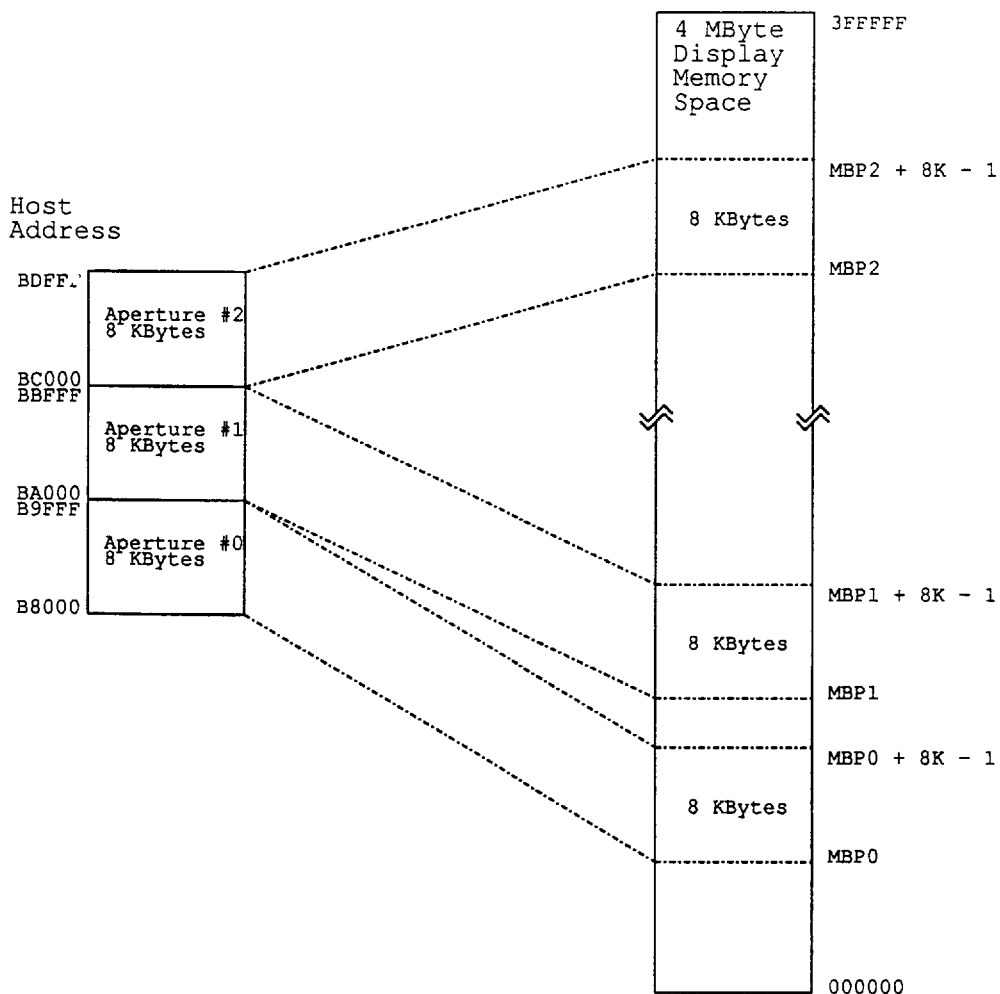 3FFFFF
4 MByte
Display
Memory
Space
MBP2 + 8K - 1
8 KBytes
MBP2
Host
Address
Aperture #2
8 KBytes
BC000
BBFFF
Aperture #1
8 KBytes
BA000
B9FFF
Aperture #0
8 KBytes
B8000
MBP1 + 8K - 1
8 KBytes
MBP1
MBP0 + 8K - 1
8 KBytes
MBP0
000000